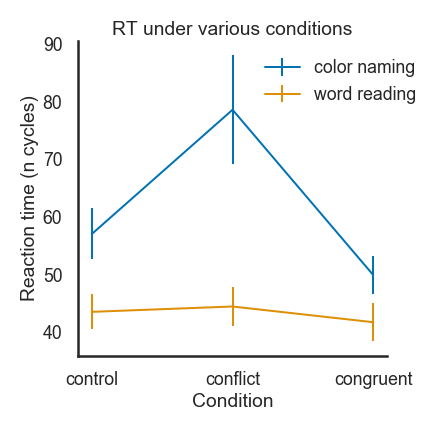 RT under various conditions
color naming
word reading
Reaction time (n cycles)
90
80
70
60
50
40
control conflict congruent
Condition